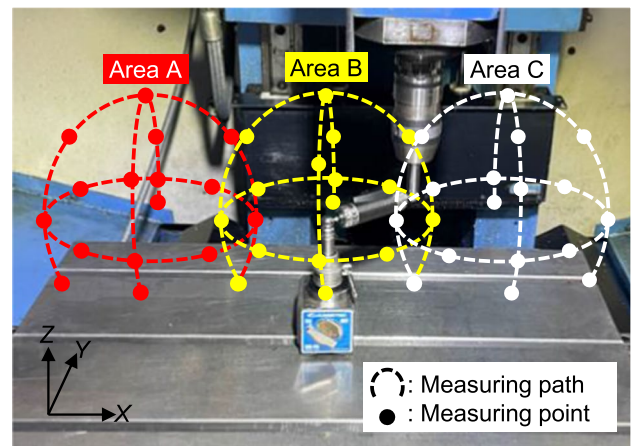 Area A
Area B
Area C
Z
Y
X
: Measuring path
: Measuring point